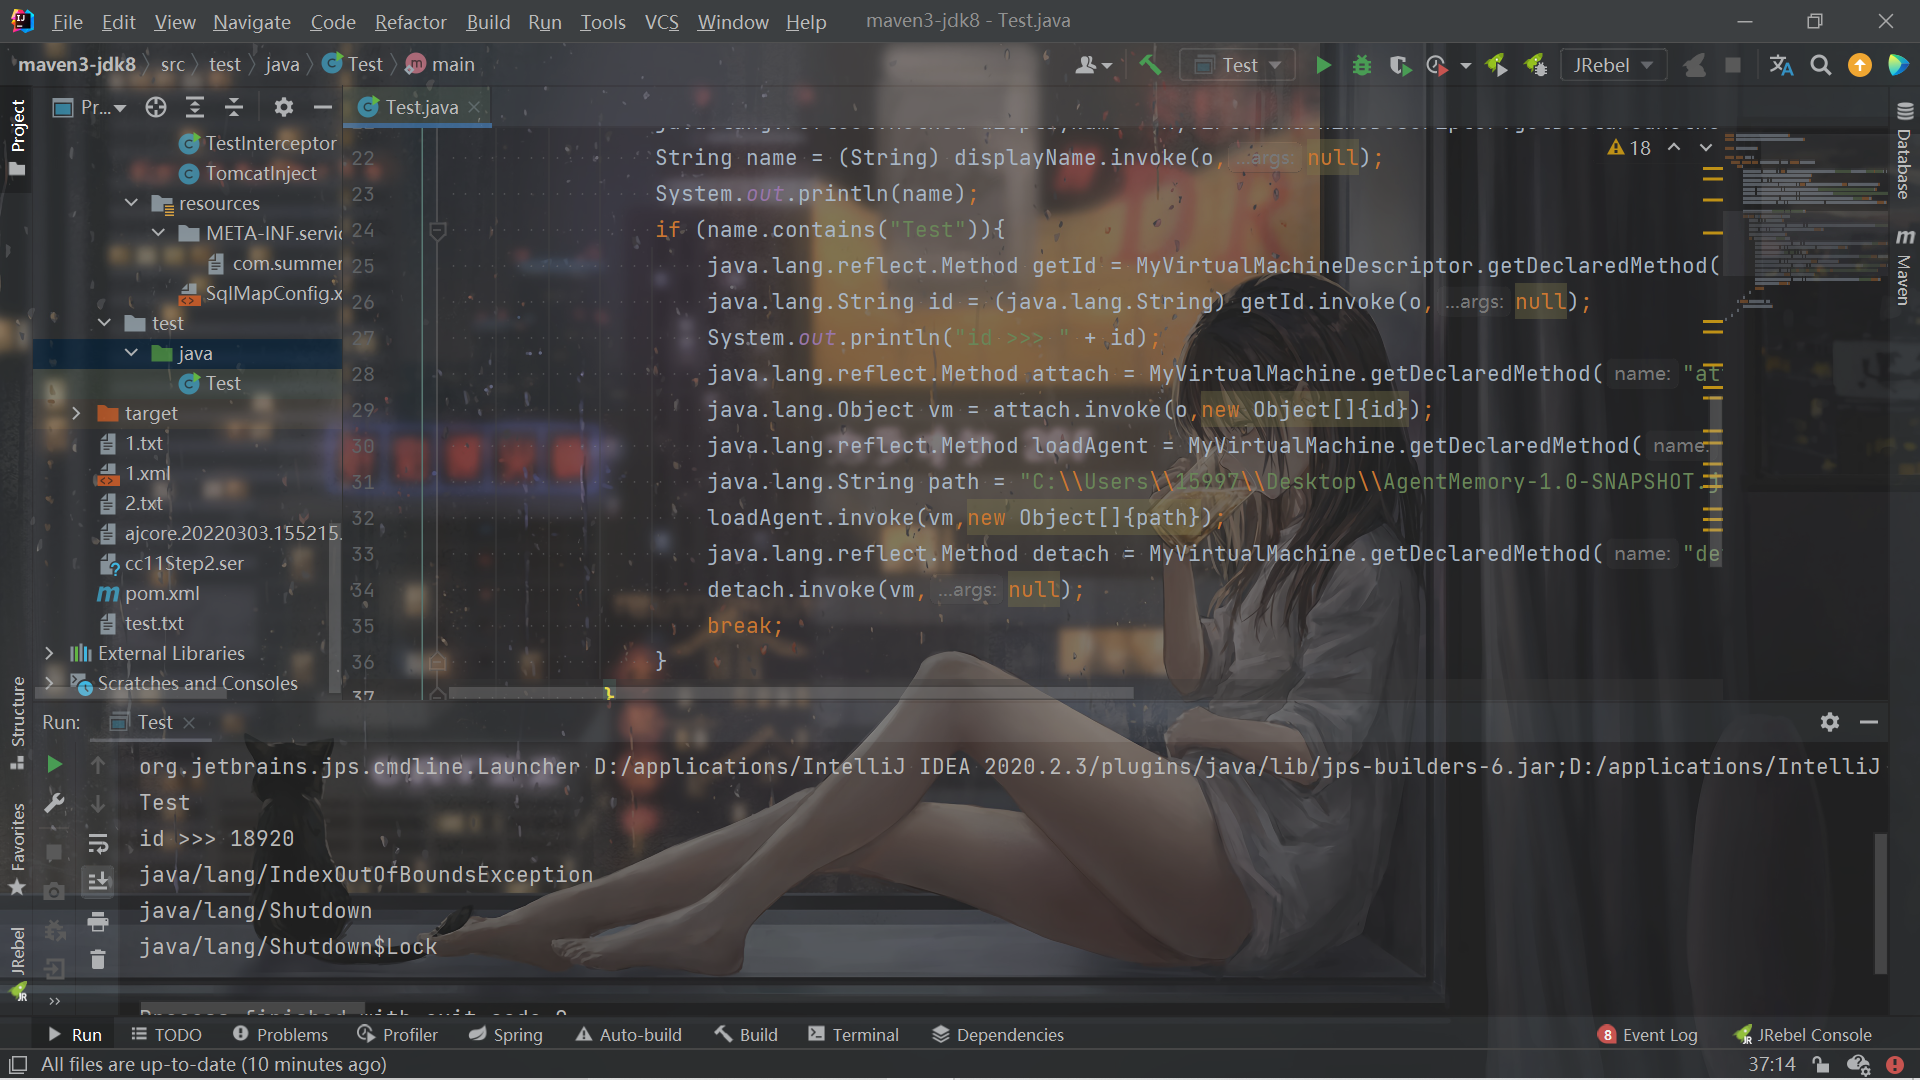 File Edit View Navigate Code Refactor Build Run Tools VCS Window Help maven3-jdk8 - Test.java
maven3-jdk8 src test java Test main
Test JRebel
Project
Pr...
Test.java
TestInterceptor
TomcatInject
resources
META-INF.servic
com.summer
SqlMapConfig.x
test
java
Test
target
1.txt
1.xml
2.txt
ajcore.20220303.155215.
cc11Step2.ser
pom.xml
test.txt
External Libraries
Scratches and Consoles
18
22 String name = (String) displayName.invoke(o, ...args: null);
23 System.out.println(name);
24 if (name.contains("Test")){
25 java.lang.reflect.Method getId = MyVirtualMachineDescriptor.getDeclaredMethod(
26 java.lang.String id = (java.lang.String) getId.invoke(o, ...args: null);
27 System.out.println("id >>> " + id);
28 java.lang.reflect.Method attach = MyVirtualMachine.getDeclaredMethod( name: "at
29 java.lang.Object vm = attach.invoke(o,new Object[]{id});
30 java.lang.reflect.Method loadAgent = MyVirtualMachine.getDeclaredMethod( name:
31 java.lang.String path = "C:\\Users\\15997\\Desktop\\AgentMemory-1.0-SNAPSHOT.j
32 loadAgent.invoke(vm,new Object[]{path});
33 java.lang.reflect.Method detach = MyVirtualMachine.getDeclaredMethod( name: "de
34 detach.invoke(vm, ...args: null);
35 break;
36 }
37 }
Database
Maven
Structure
Favorites
JRebel
Run: Test
org.jetbrains.jps.cmdline.Launcher D:/applications/IntelliJ IDEA 2020.2.3/plugins/java/lib/jps-builders-6.jar;D:/applications/IntelliJ
Test
id >>> 18920
java/lang/IndexOutOfBoundsException
java/lang/Shutdown
java/lang/Shutdown$Lock
Process finished with exit code 0
Run TODO Problems Profiler Spring Auto-build Build Terminal Dependencies 8 Event Log JRebel Console
All files are up-to-date (10 minutes ago) 37:14